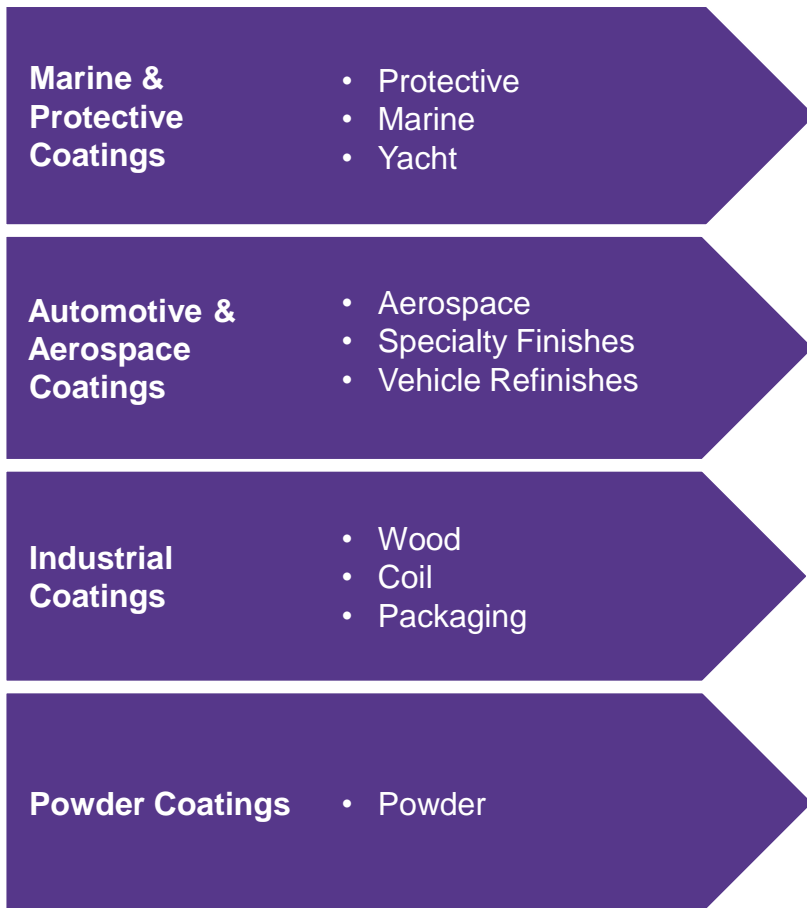 Marine &
Protective
Coatings
• Protective
• Marine
• Yacht
Automotive &
Aerospace
Coatings
• Aerospace
• Specialty Finishes
• Vehicle Refinishes
Industrial
Coatings
• Wood
• Coil
• Packaging
Powder Coatings
• Powder